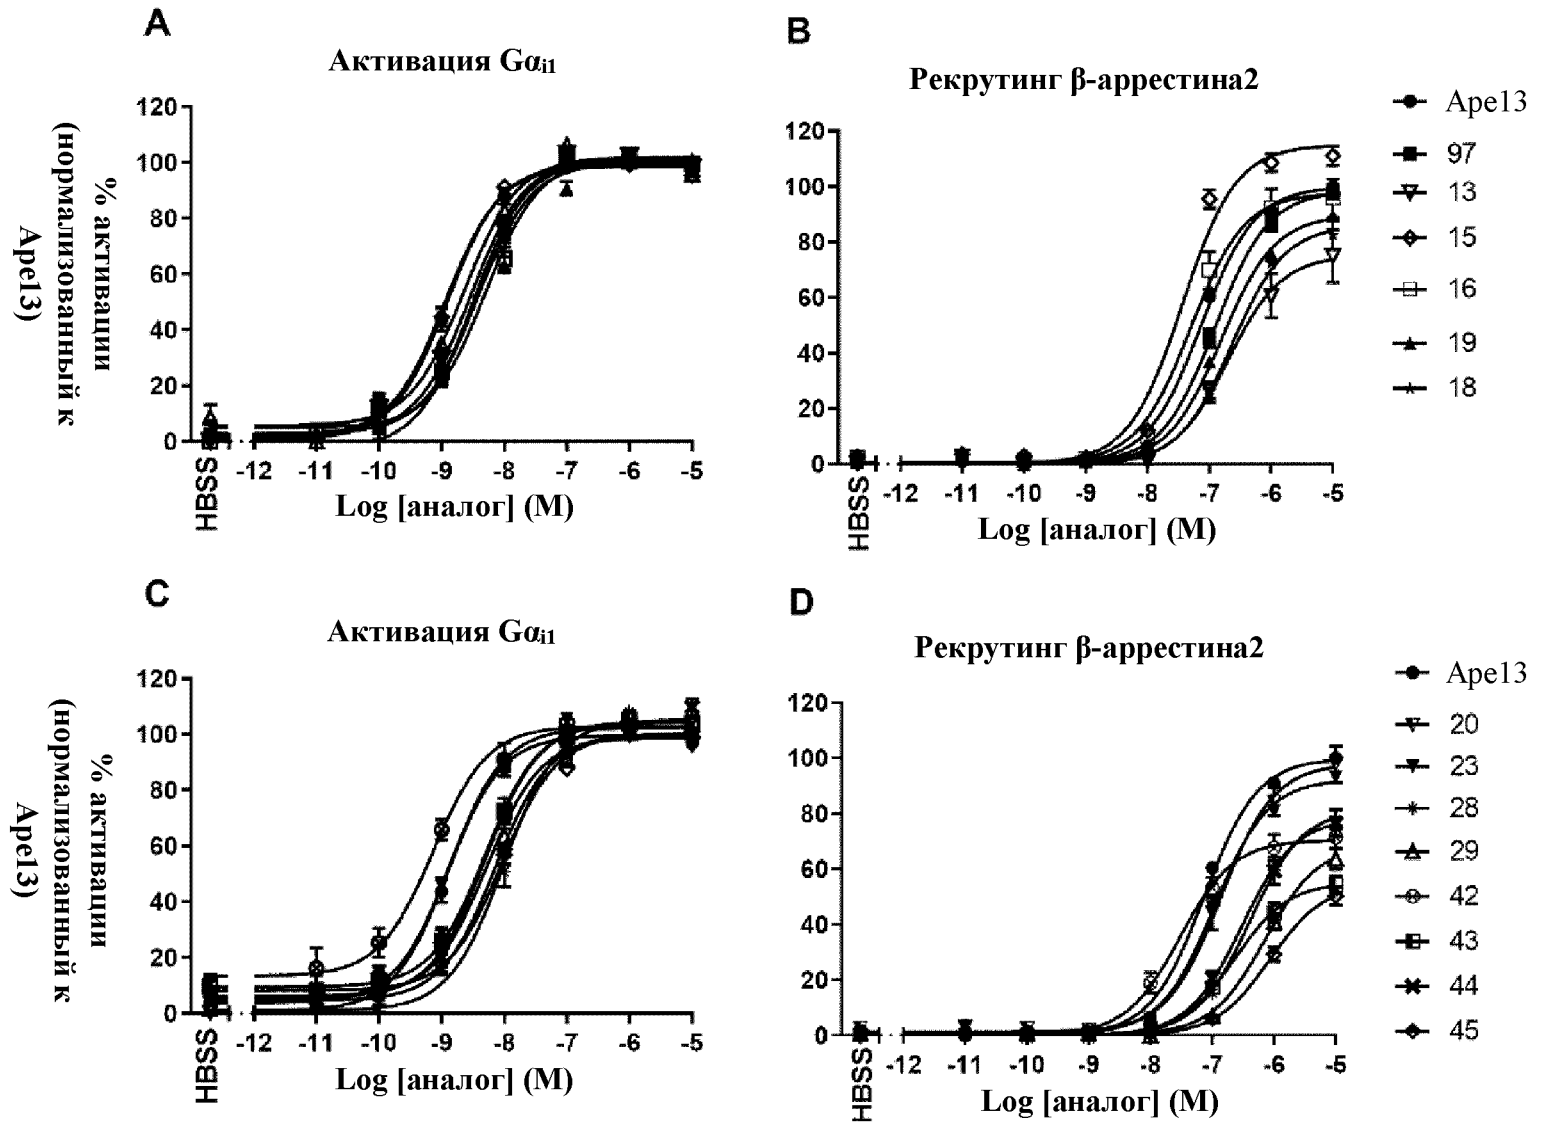 A
Активация Gαi1
% активации
(нормализованный к
Ape13)
120
100
80
60
40
20
0
HBSS
-12 -11 -10 -9 -8 -7 -6 -5
Log [аналог] (M)
B
Рекрутинг β-аррестина2
120
100
80
60
40
20
0
HBSS
-12 -11 -10 -9 -8 -7 -6 -5
Log [аналог] (M)
Ape13
97
13
15
16
19
18
C
Активация Gαi1
% активации
(нормализованный к
Ape13)
120
100
80
60
40
20
0
HBSS
-12 -11 -10 -9 -8 -7 -6 -5
Log [аналог] (M)
D
Рекрутинг β-аррестина2
120
100
80
60
40
20
0
HBSS
-12 -11 -10 -9 -8 -7 -6 -5
Log [аналог] (M)
Ape13
20
23
28
29
42
43
44
45